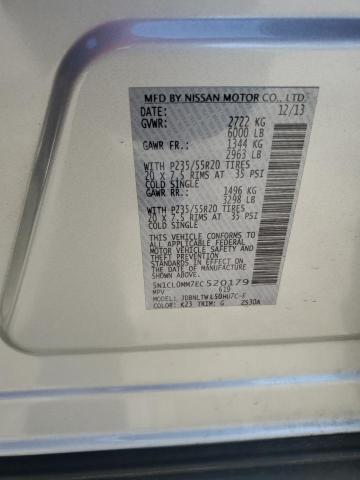 MFD BY NISSAN MOTOR CO., LTD.
DATE: 12/13
GVWR: 2722 KG
6000 LB
GAWR FR.: 1344 KG
2963 LB
WITH P235/55R20 TIRES
20 x 7.5 RIMS AT 35 PSI
COLD SINGLE
GAWR RR.: 1496 KG
3298 LB
WITH P235/55R20 TIRES
20 x 7.5 RIMS AT 35 PSI
COLD SINGLE
THIS VEHICLE CONFORMS TO ALL
APPLICABLE FEDERAL MOTOR
VEHICLE SAFETY AND
THEFT PREVENTION STANDARDS
IN EFFECT ON THE DATE OF
MANUFACTURE SHOWN ABOVE.
5N1CL0MM7EC520179
MPV 619
MODEL:
COLOR: K23 TRIM: G ZS30A